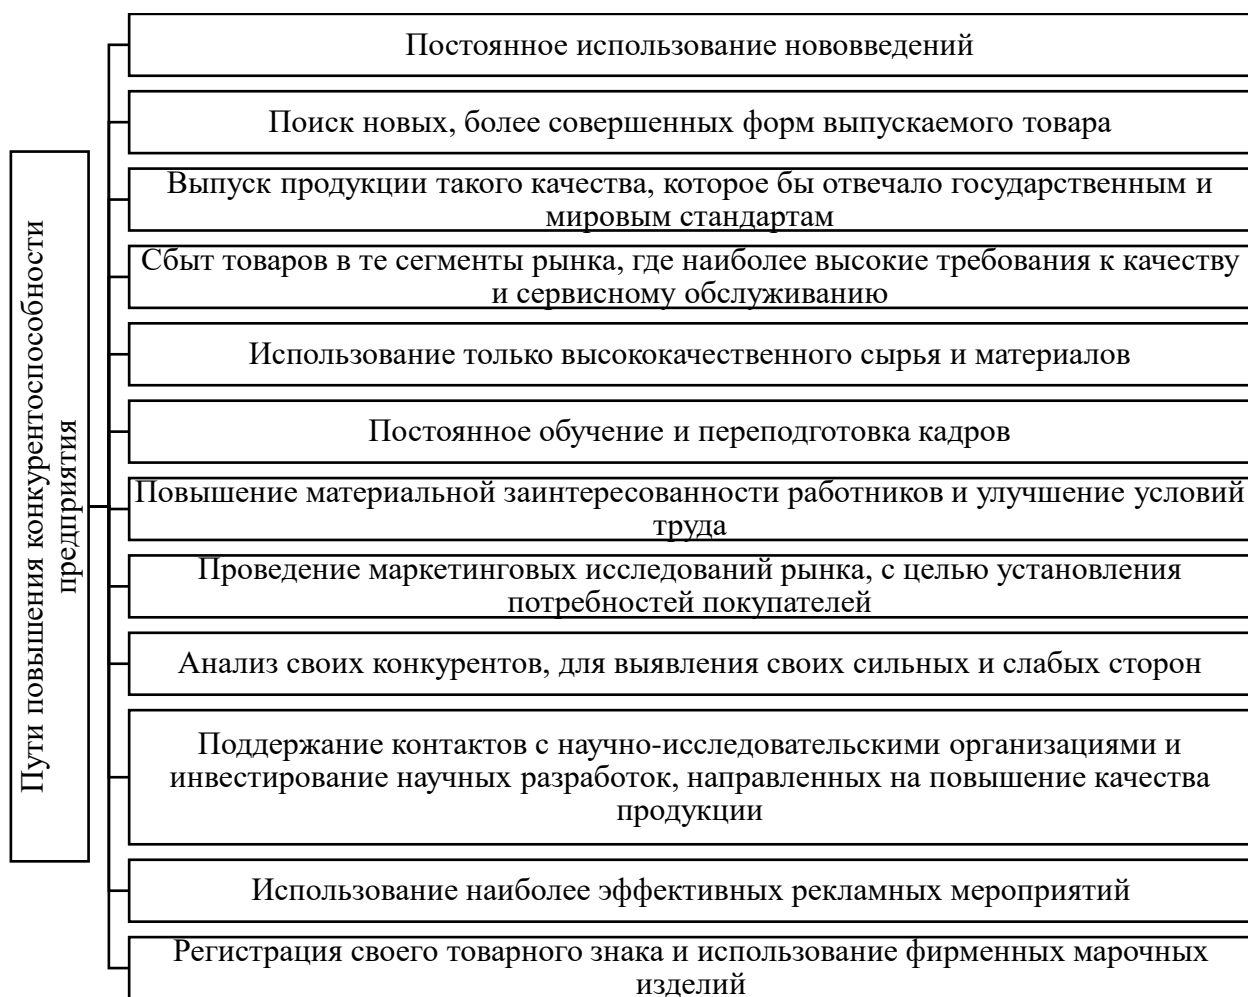 Пути повышения конкурентоспособности
предприятия
Постоянное использование нововведений
Поиск новых, более совершенных форм выпускаемого товара
Выпуск продукции такого качества, которое бы отвечало государственным и
мировым стандартам
Сбыт товаров в те сегменты рынка, где наиболее высокие требования к качеству
и сервисному обслуживанию
Использование только высококачественного сырья и материалов
Постоянное обучение и переподготовка кадров
Повышение материальной заинтересованности работников и улучшение условий
труда
Проведение маркетинговых исследований рынка, с целью установления
потребностей покупателей
Анализ своих конкурентов, для выявления своих сильных и слабых сторон
Поддержание контактов с научно-исследовательскими организациями и
инвестирование научных разработок, направленных на повышение качества
продукции
Использование наиболее эффективных рекламных мероприятий
Регистрация своего товарного знака и использование фирменных марочных
изделий